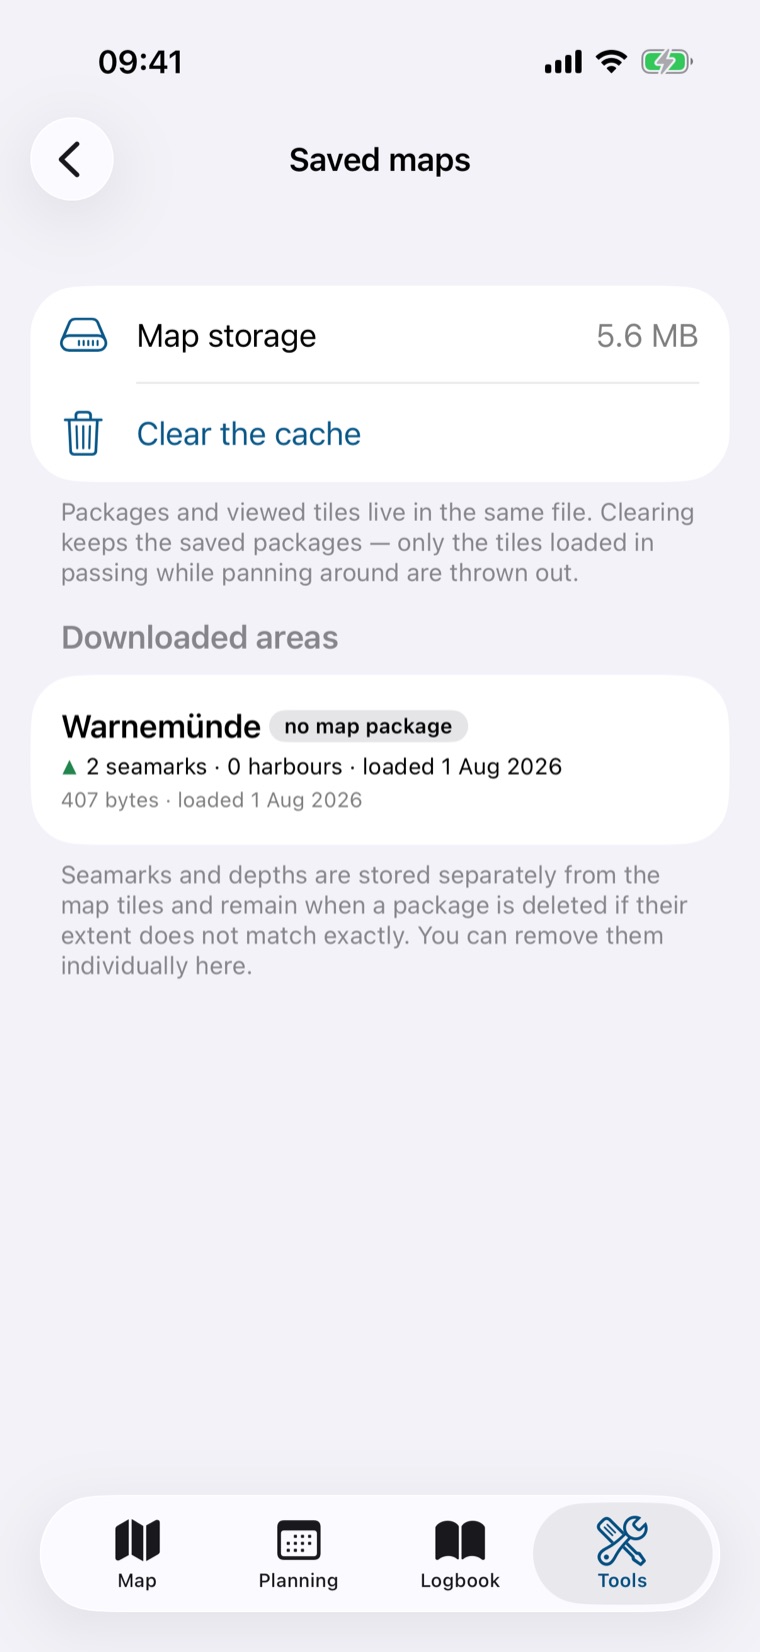 09:41
Saved maps
Map storage 5.6 MB
Clear the cache
Packages and viewed tiles live in the same file. Clearing
keeps the saved packages — only the tiles loaded in
passing while panning around are thrown out.
Downloaded areas
Warnemünde no map package
2 seamarks · 0 harbours · loaded 1 Aug 2026
407 bytes · loaded 1 Aug 2026
Seamarks and depths are stored separately from the
map tiles and remain when a package is deleted if their
extent does not match exactly. You can remove them
individually here.
Map Planning Logbook Tools